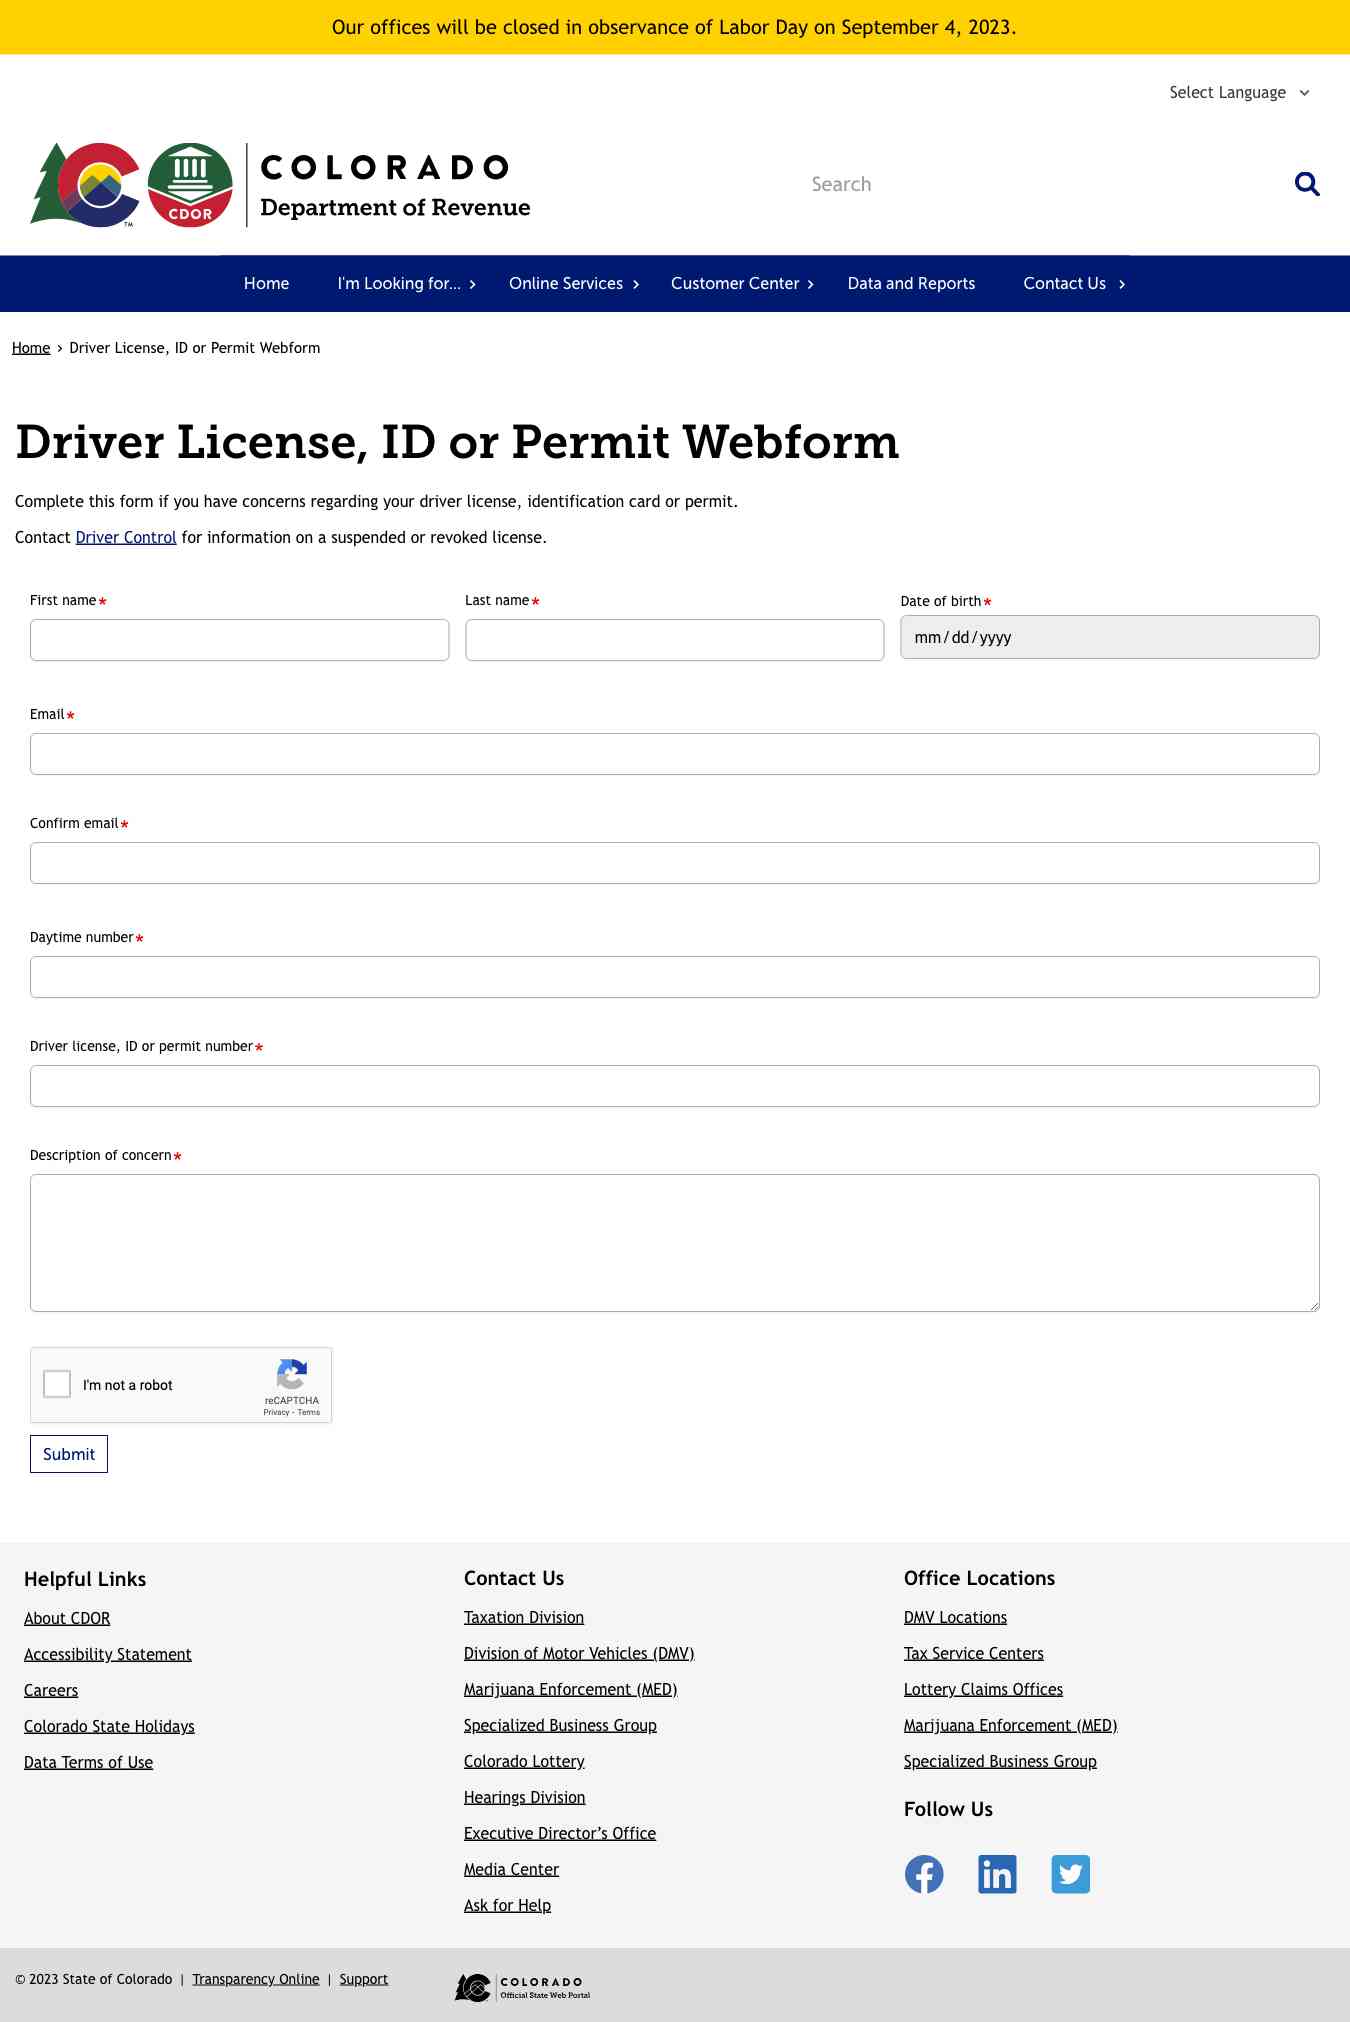 Our offices will be closed in observance of Labor Day on September 4, 2023.
Select Language
CDOR
TM
COLORADO
Department of Revenue
Search
Home I'm Looking for... Online Services Customer Center Data and Reports Contact Us
Home › Driver License, ID or Permit Webform
Driver License, ID or Permit Webform
Complete this form if you have concerns regarding your driver license, identification card or permit.
Contact Driver Control for information on a suspended or revoked license.
First name* Last name* Date of birth*
mm/dd/yyyy
Email*
Confirm email*
Daytime number*
Driver license, ID or permit number*
Description of concern*
I'm not a robot
reCAPTCHA
Privacy - Terms
Submit
Helpful Links
About CDOR
Accessibility Statement
Careers
Colorado State Holidays
Data Terms of Use
Contact Us
Taxation Division
Division of Motor Vehicles (DMV)
Marijuana Enforcement (MED)
Specialized Business Group
Colorado Lottery
Hearings Division
Executive Director’s Office
Media Center
Ask for Help
Office Locations
DMV Locations
Tax Service Centers
Lottery Claims Offices
Marijuana Enforcement (MED)
Specialized Business Group
Follow Us
in
© 2023 State of Colorado | Transparency Online | Support
COLORADO
Official State Web Portal